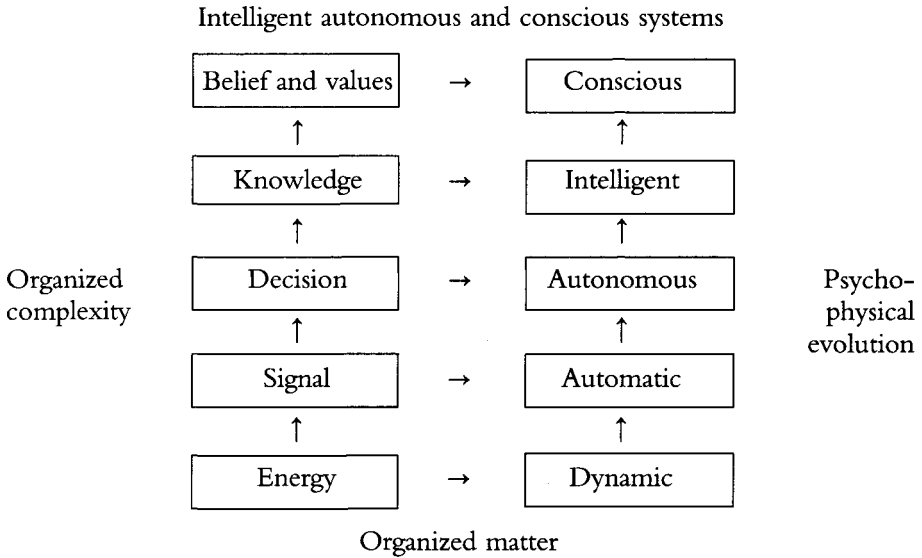 Intelligent autonomous and conscious systems
Belief and values → Conscious
↑ ↑
Knowledge → Intelligent
↑ ↑
Organized
complexity
Decision → Autonomous
Psycho-
physical
evolution
↑ ↑
Signal → Automatic
↑ ↑
Energy → Dynamic
Organized matter